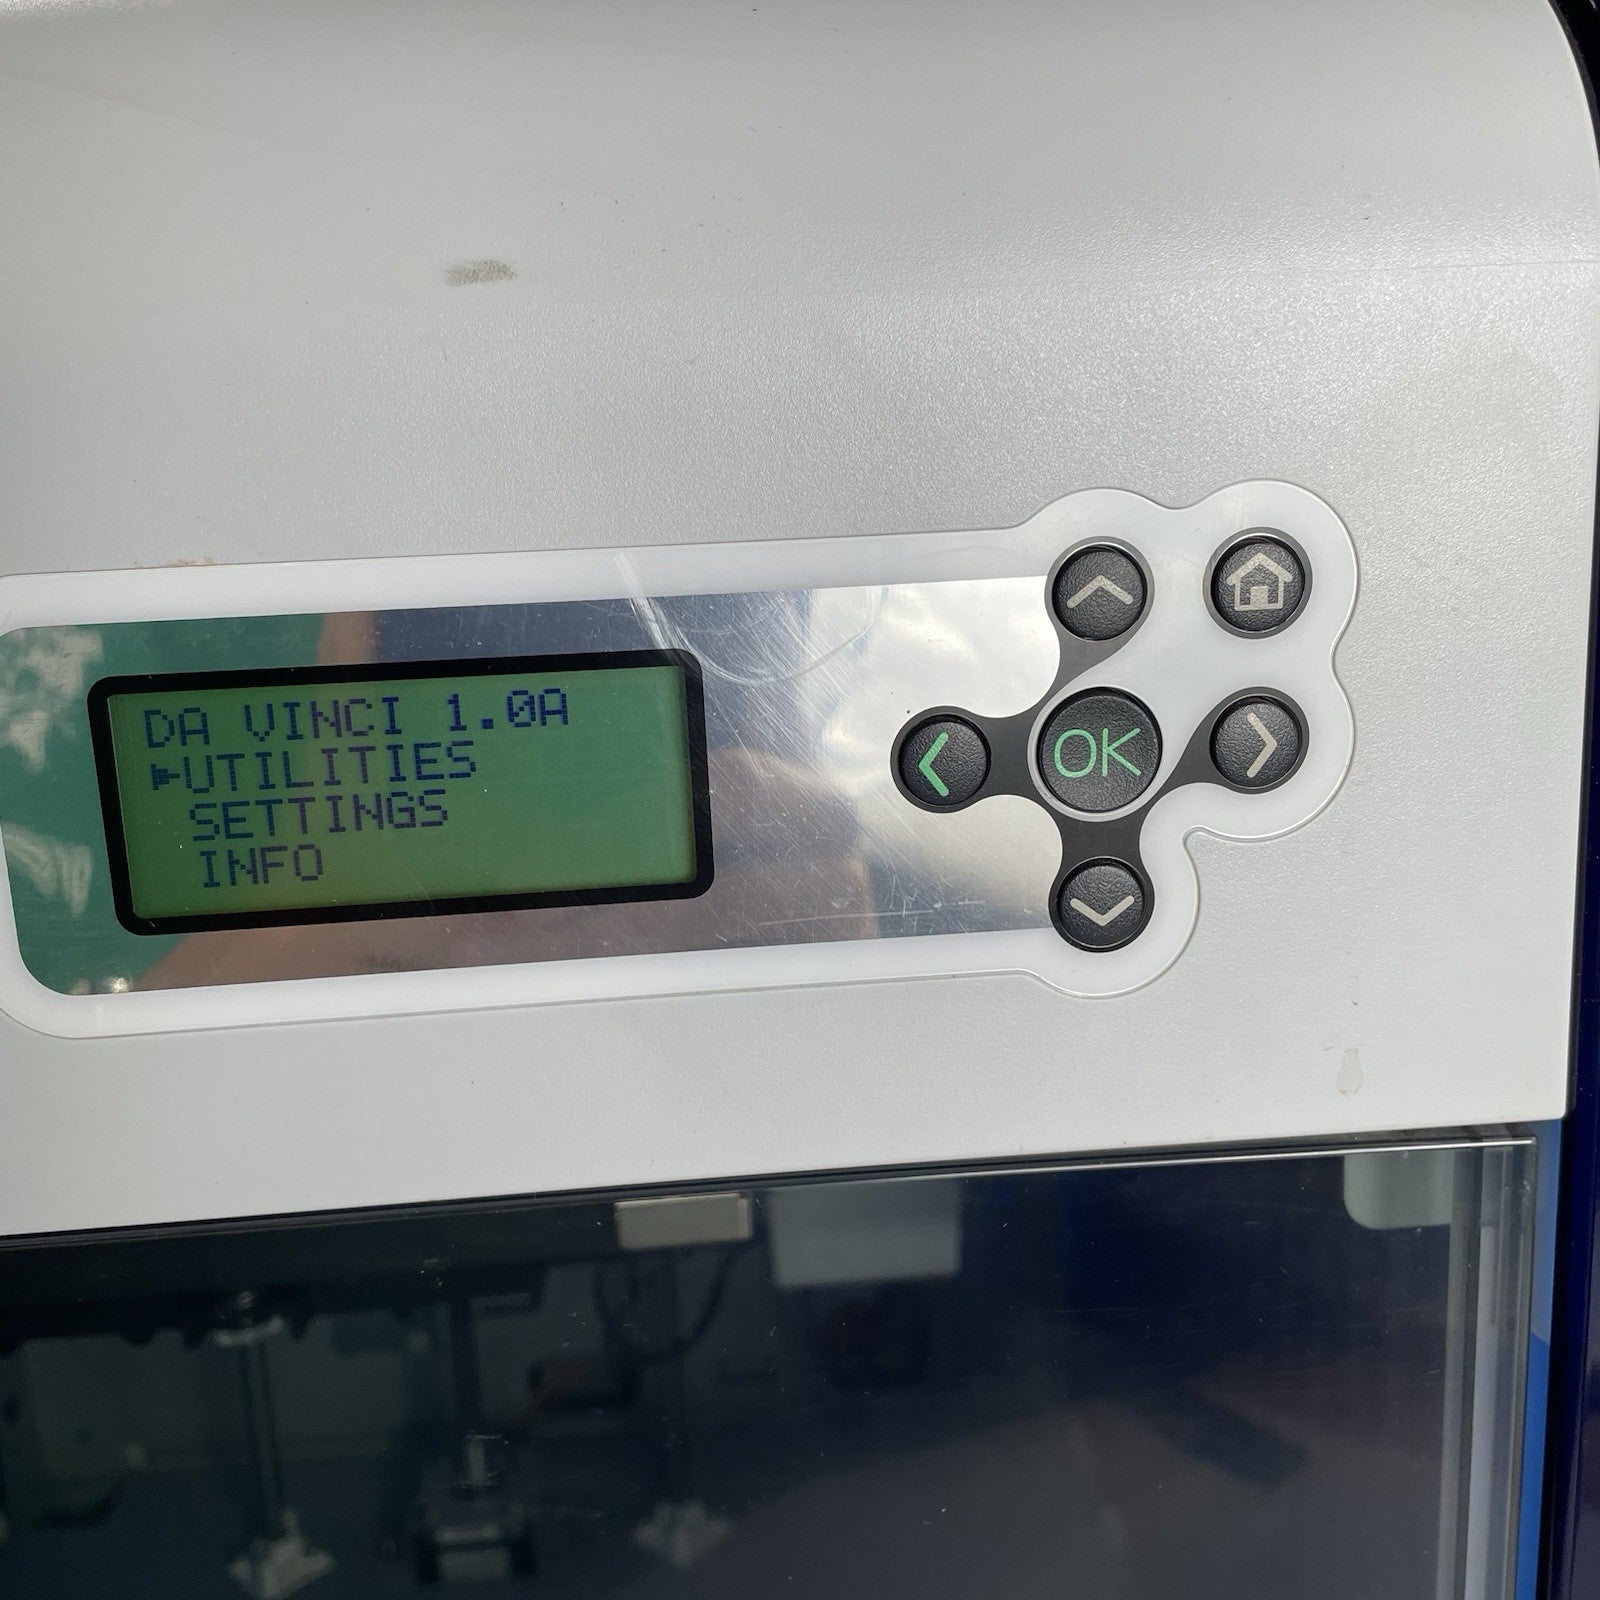 DA VINCI 1.0A
UTILITIES
SETTINGS
INFO
OK